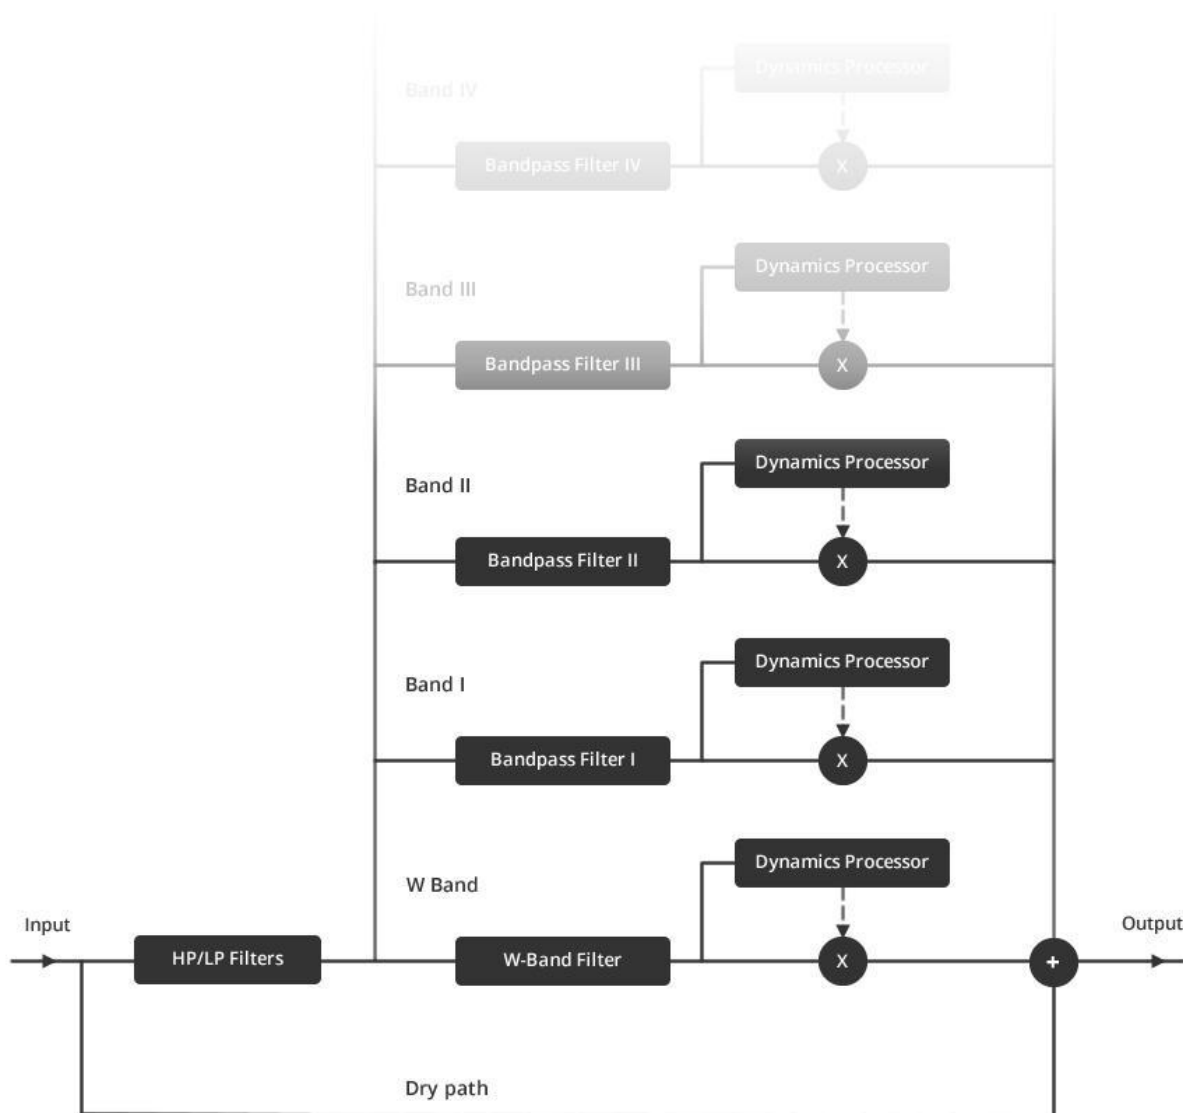 Dynamics Processor
Band IV
Bandpass Filter IV
X
Dynamics Processor
Band III
Bandpass Filter III
X
Dynamics Processor
Band II
Bandpass Filter II
X
Dynamics Processor
Band I
Bandpass Filter I
X
Dynamics Processor
W Band
Input
Output
HP/LP Filters
W-Band Filter
X
+
Dry path